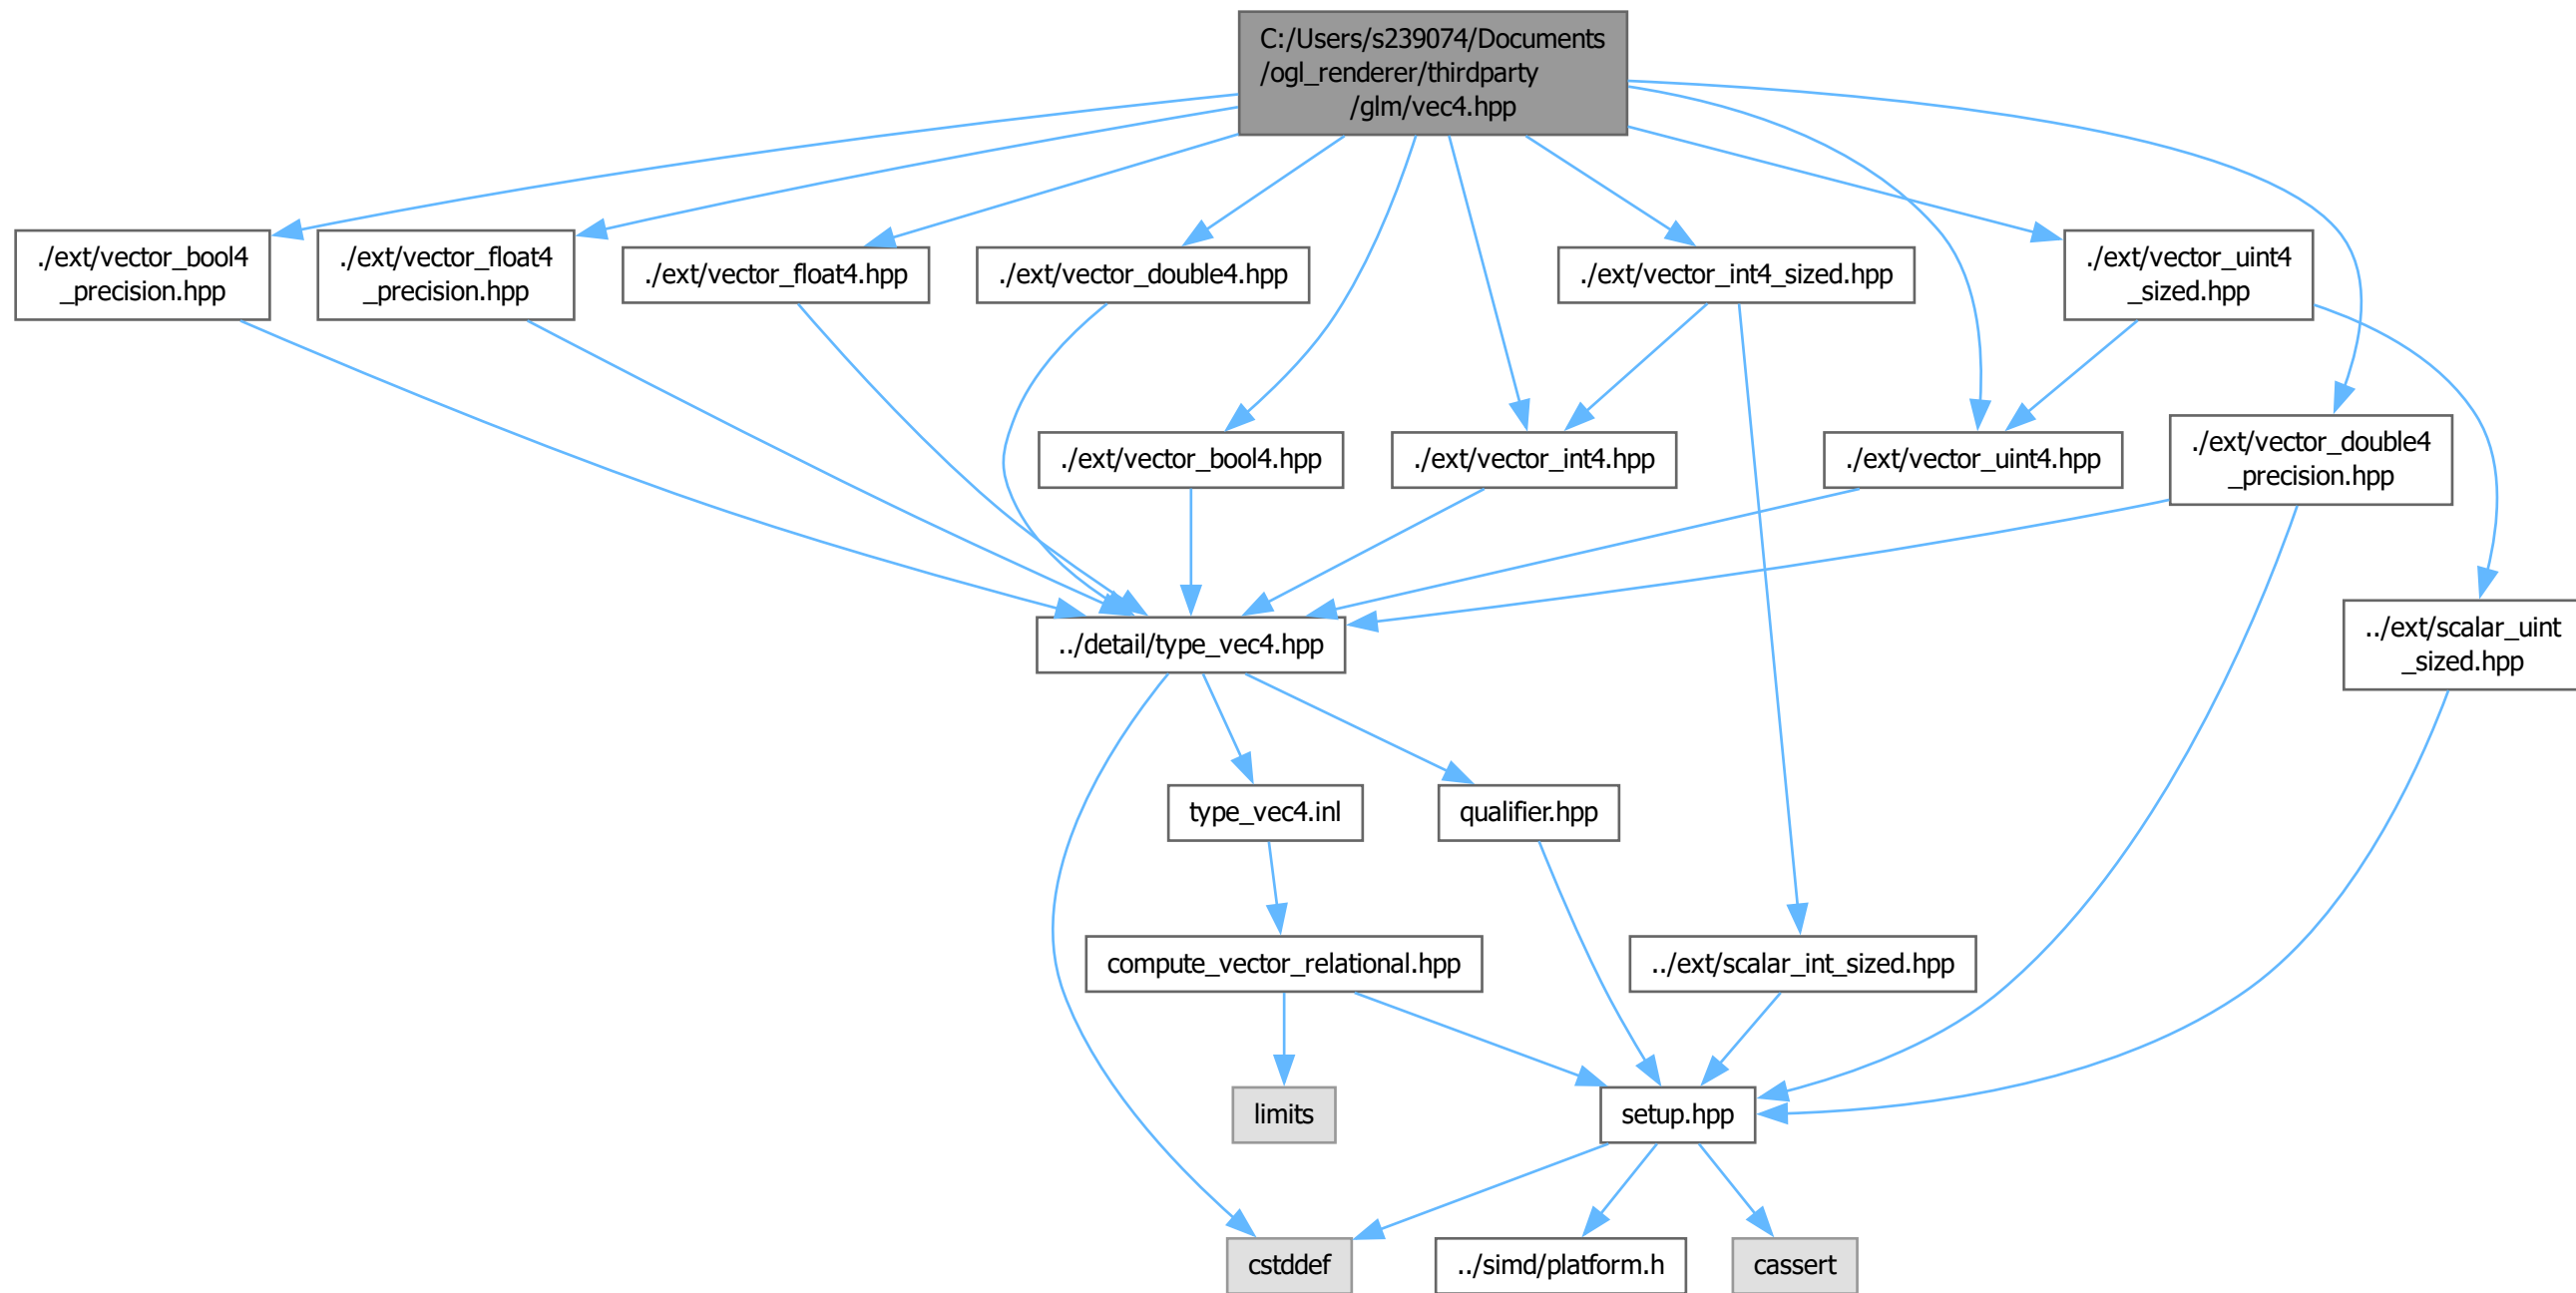 C:/Users/s239074/Documents
/ogl_renderer/thirdparty
/glm/vec4.hpp
./ext/vector_bool4
_precision.hpp
./ext/vector_float4
_precision.hpp
./ext/vector_float4.hpp
./ext/vector_double4.hpp
./ext/vector_int4_sized.hpp
./ext/vector_uint4
_sized.hpp
./ext/vector_bool4.hpp
./ext/vector_int4.hpp
./ext/vector_uint4.hpp
./ext/vector_double4
_precision.hpp
../detail/type_vec4.hpp
../ext/scalar_uint
_sized.hpp
type_vec4.inl
qualifier.hpp
compute_vector_relational.hpp
../ext/scalar_int_sized.hpp
limits
setup.hpp
cstddef
../simd/platform.h
cassert